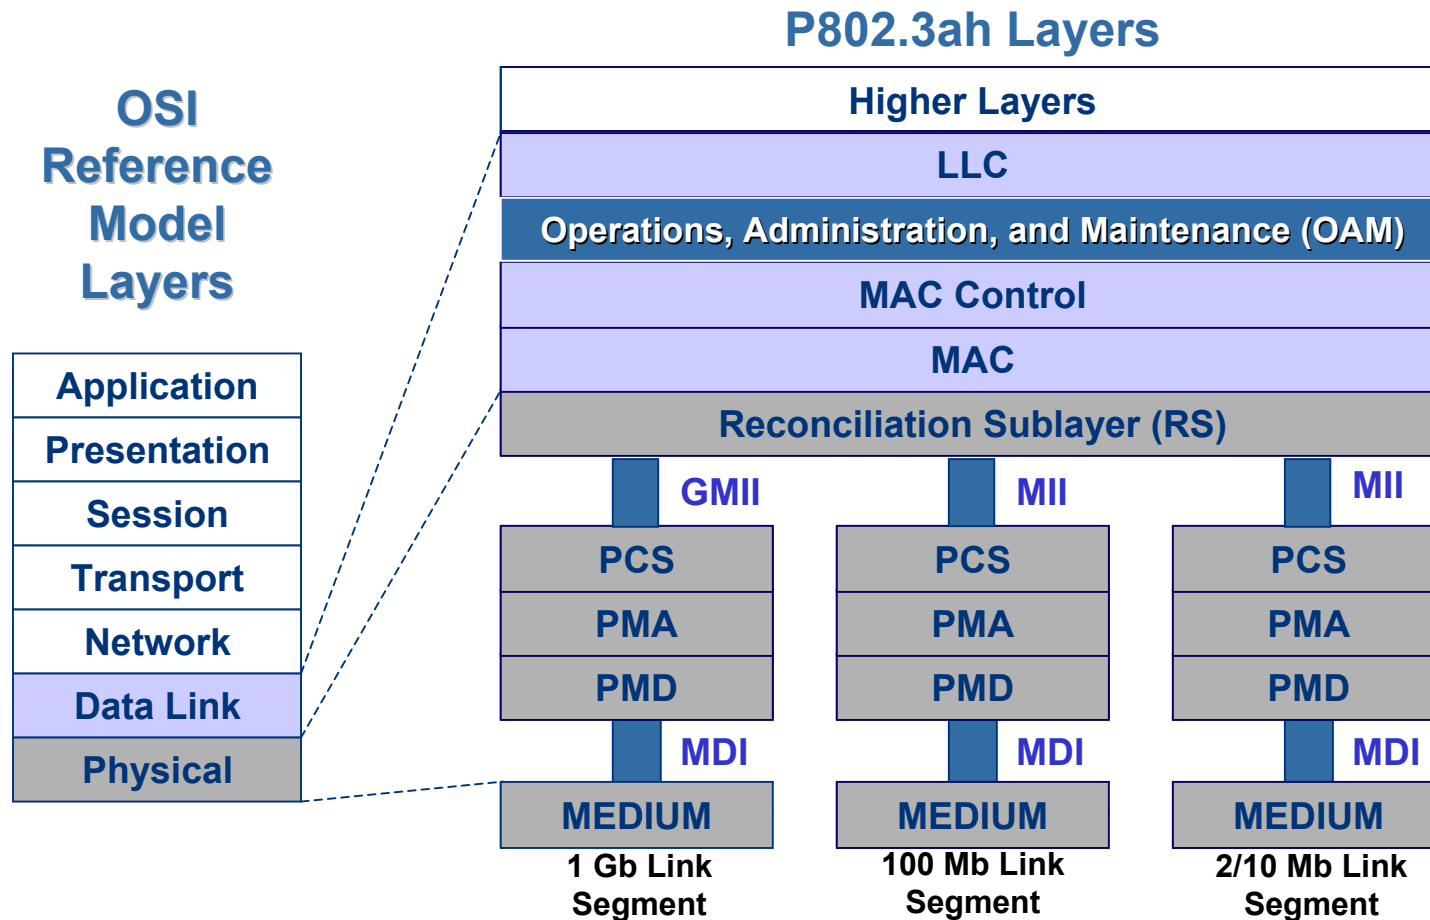 P802.3ah Layers
OSI
Reference
Model
Layers
Application
Presentation
Session
Transport
Network
Data Link
Physical
Higher Layers
LLC
Operations, Administration, and Maintenance (OAM)
MAC Control
MAC
Reconciliation Sublayer (RS)
GMII
MII
MII
PCS
PCS
PCS
PMA
PMA
PMA
PMD
PMD
PMD
MDI
MDI
MDI
MEDIUM
MEDIUM
MEDIUM
1 Gb Link
Segment
100 Mb Link
Segment
2/10 Mb Link
Segment